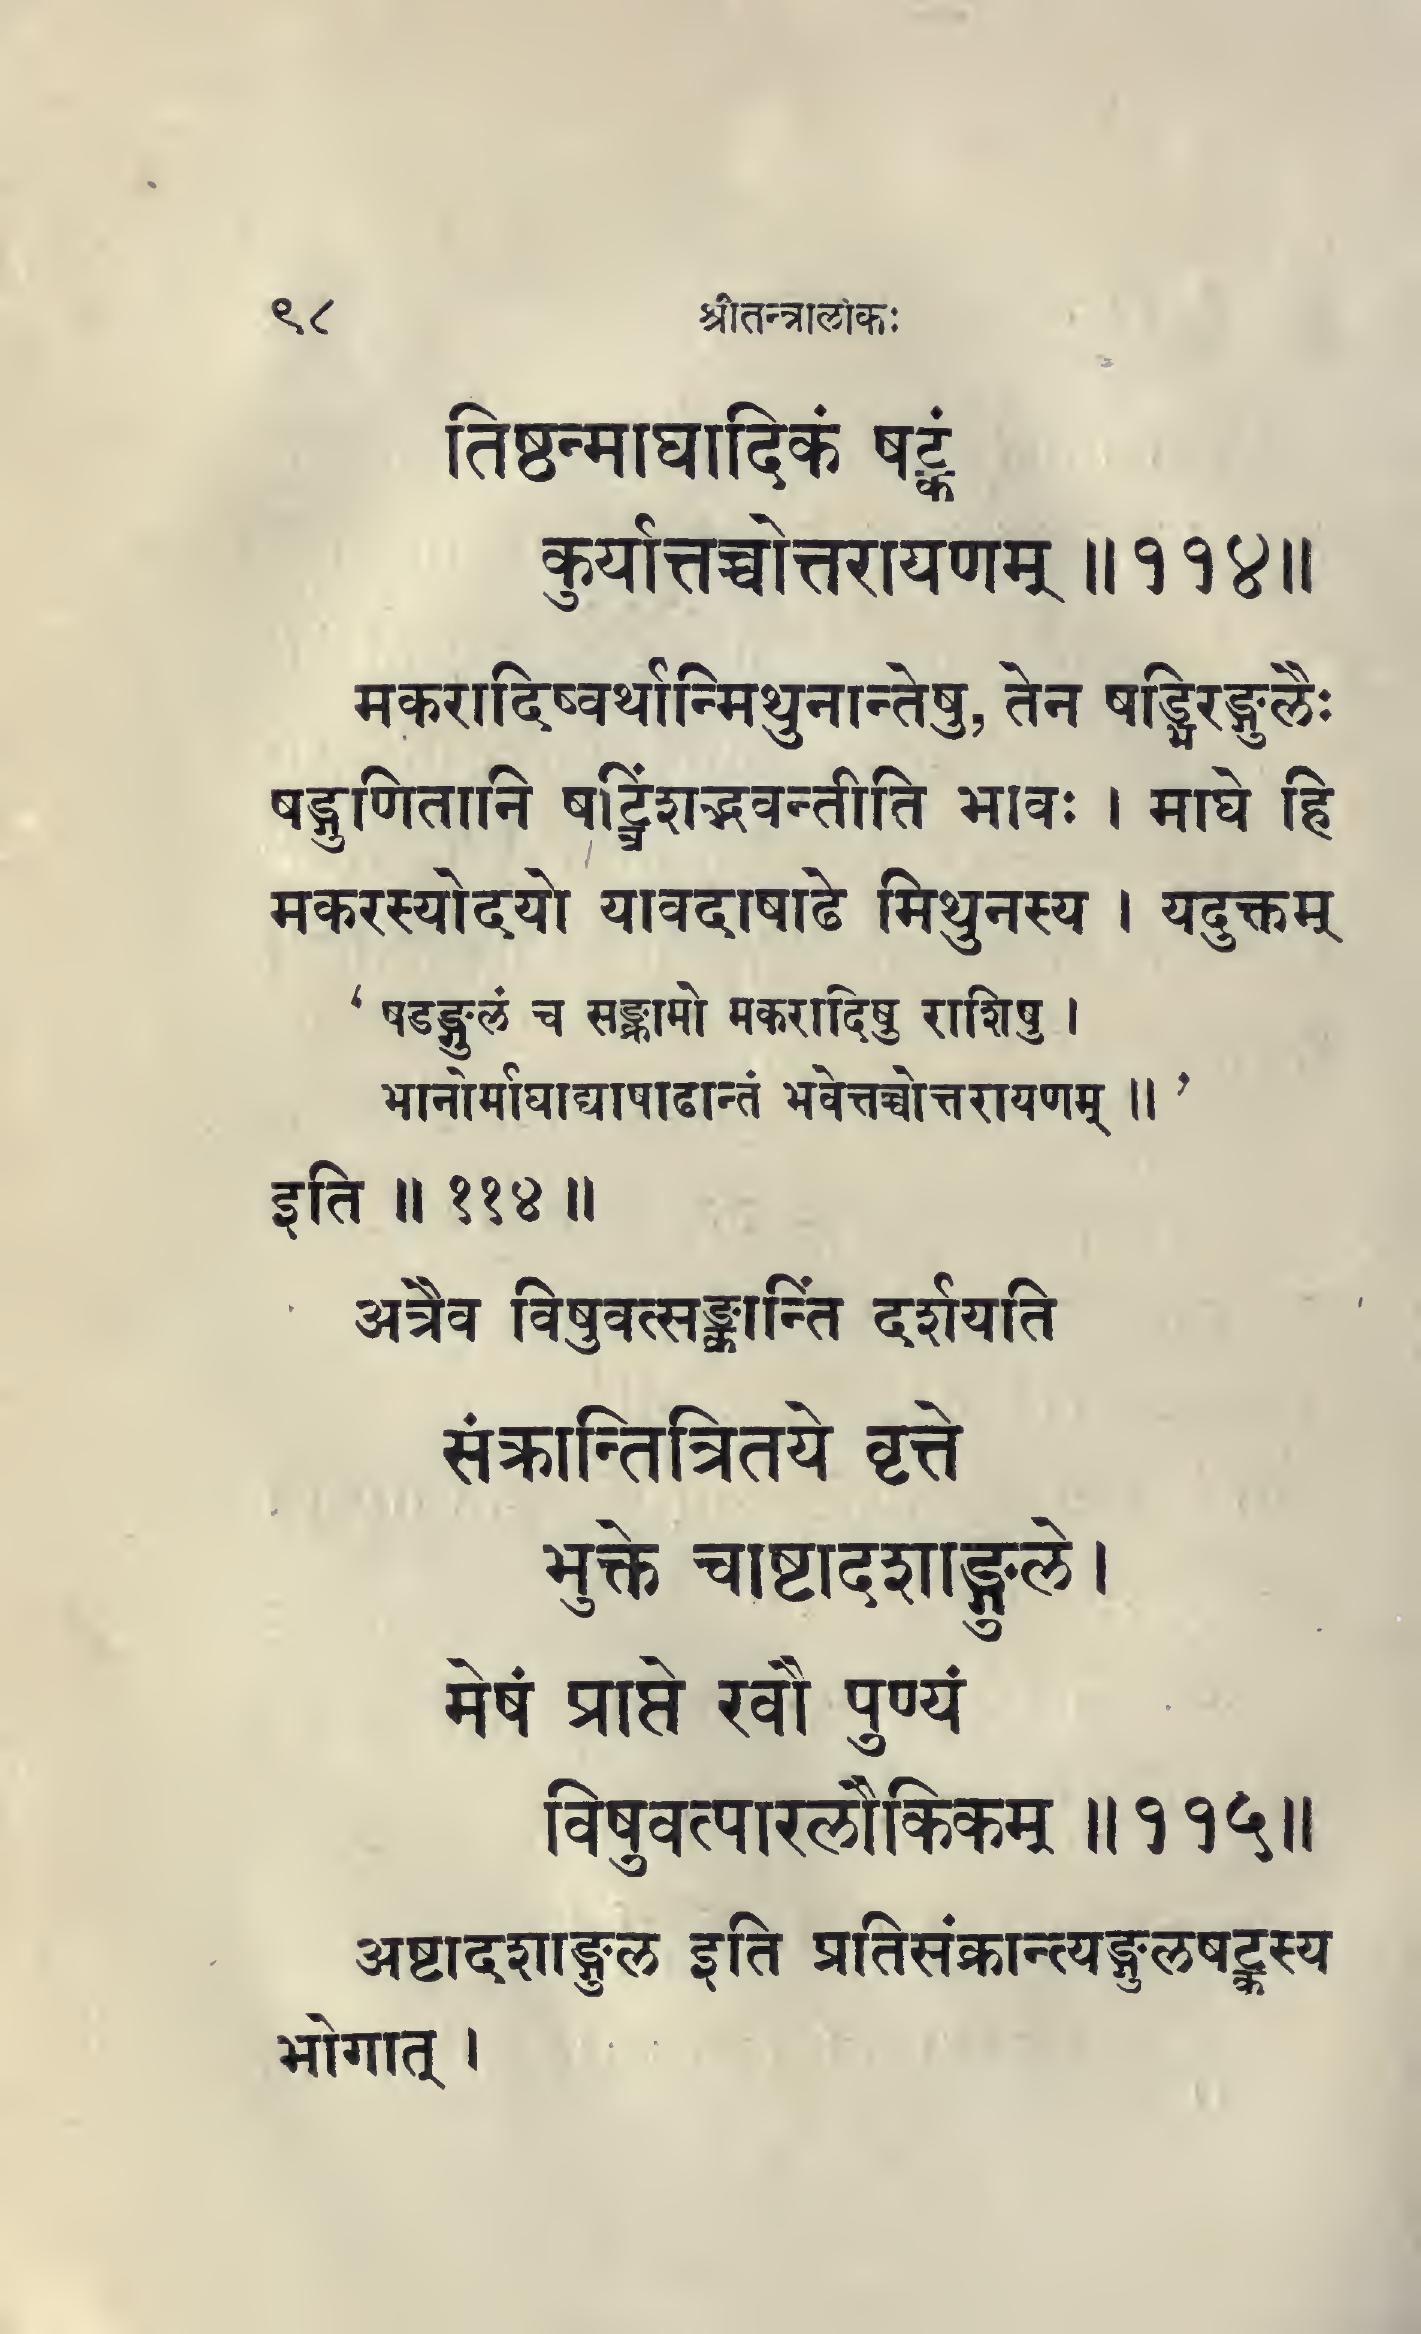 ९८ श्रीतन्त्रालोकः
तिष्ठन्माघादिकं षट्कं
कुर्यात्तच्चोत्तरायणम् ॥११४॥
मकरादिष्वर्थान्मिथुनान्तेषु, तेन षड्भिरङ्गुलैः
षड्गुणितानि षट्त्रिंशद्भवन्तीति भावः । माघे हि
मकरस्योदयो यावदाषाढे मिथुनस्य । यदुक्तम्
‘ षडङ्गुलं च सङ्क्रामो मकरादिषु राशिषु ।
भानोर्माघाद्याषाढान्तं भवेत्तच्चोत्तरायणम् ॥ ’
इति ॥ ११४ ॥
अत्रैव विषुवत्सङ्क्रान्तिं दर्शयति
संक्रान्तित्रितये वृत्ते
भुक्ते चाष्टादशाङ्गुले।
मेषं प्राप्ते रवौ पुण्यं
विषुवत्पारलौकिकम् ॥११५॥
अष्टादशाङ्गुल इति प्रतिसंक्रान्त्यङ्गुलषट्कस्य
भोगात् ।